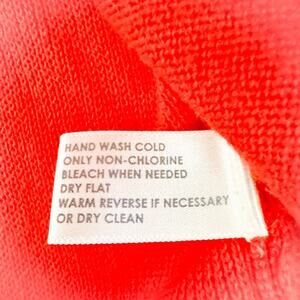 HAND WASH COLD
ONLY NON-CHLORINE
BLEACH WHEN NEEDED
DRY FLAT
WARM REVERSE IF NECESSARY
OR DRY CLEAN